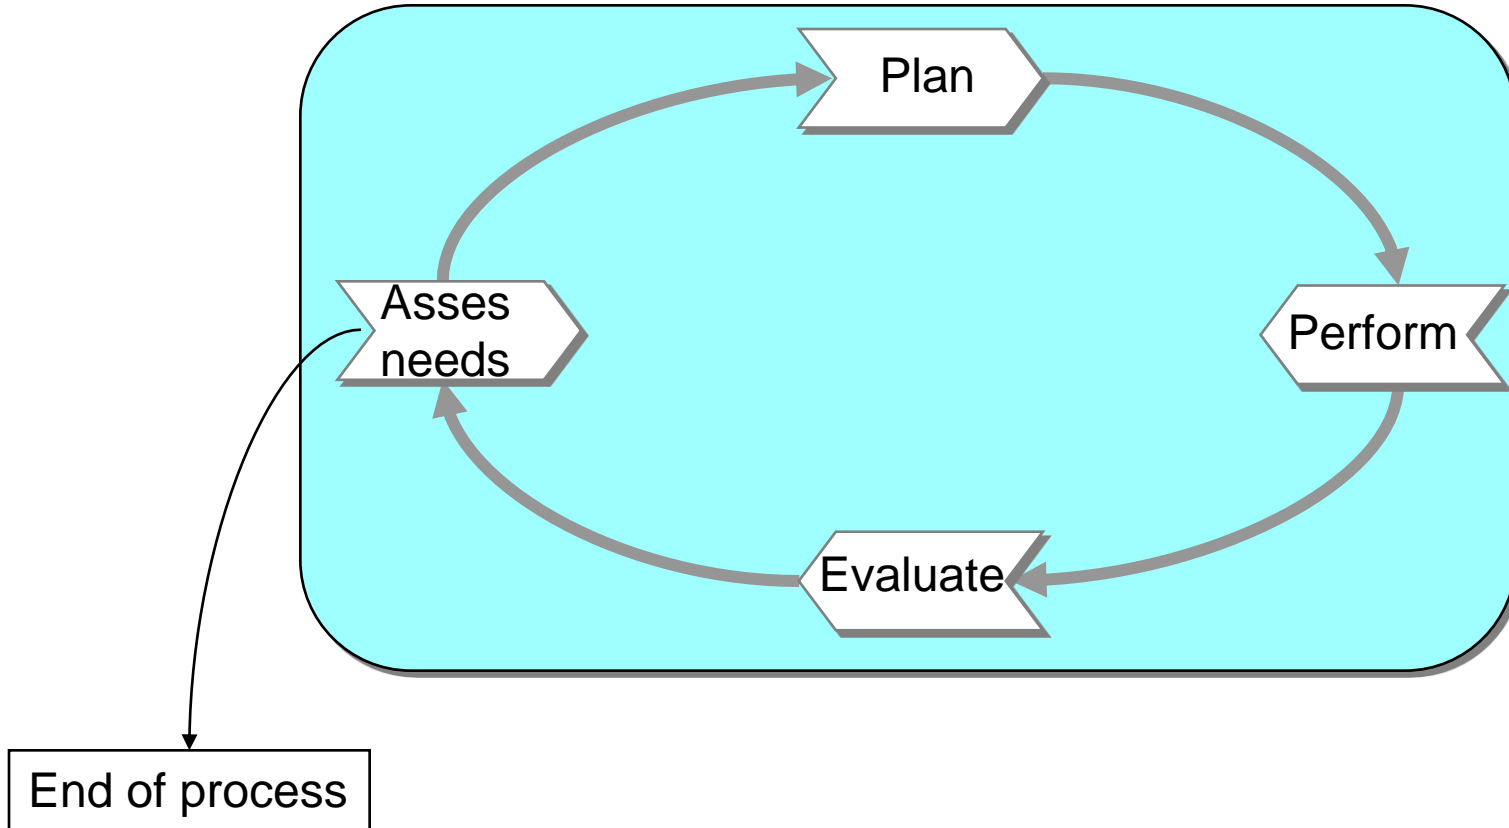 Plan
Asses
needs
Perform
Evaluate
End of process